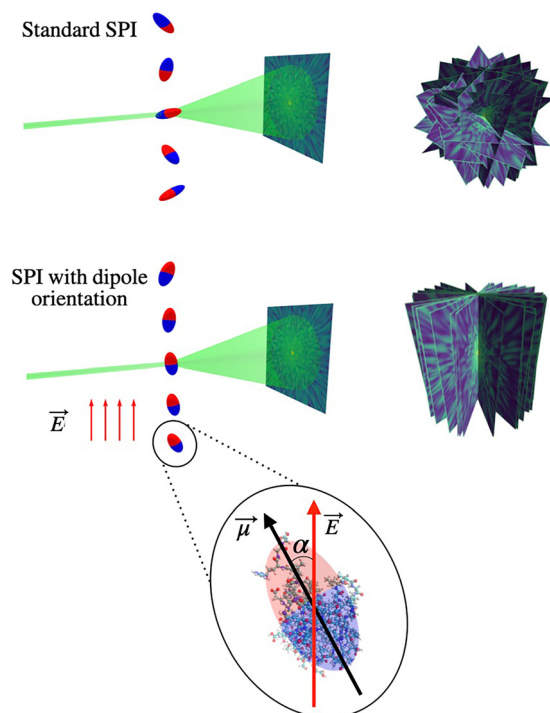 Standard SPI
SPI with dipole
orientation
E
μ
α
E